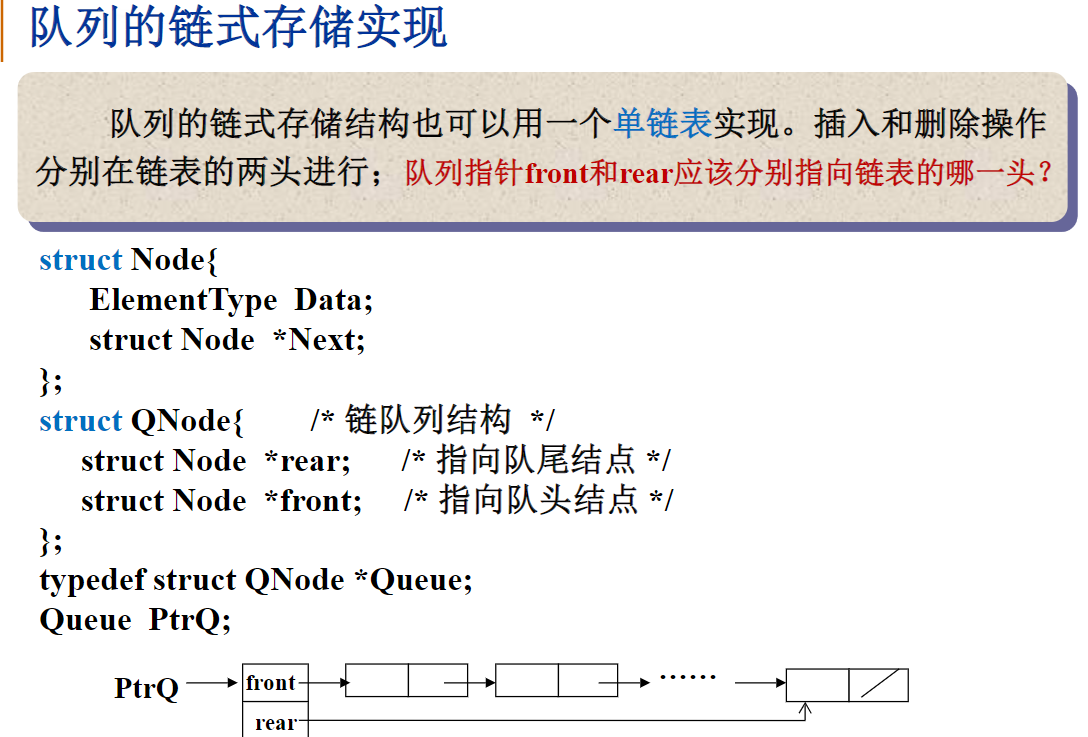 队列的链式存储实现
队列的链式存储结构也可以用一个单链表实现。插入和删除操作
分别在链表的两头进行；队列指针front和rear应该分别指向链表的哪一头？
struct Node{
ElementType Data;
struct Node *Next;
};
struct QNode{ /* 链队列结构 */
struct Node *rear; /* 指向队尾结点 */
struct Node *front; /* 指向队头结点 */
};
typedef struct QNode *Queue;
Queue PtrQ;
PtrQ front ……
rear